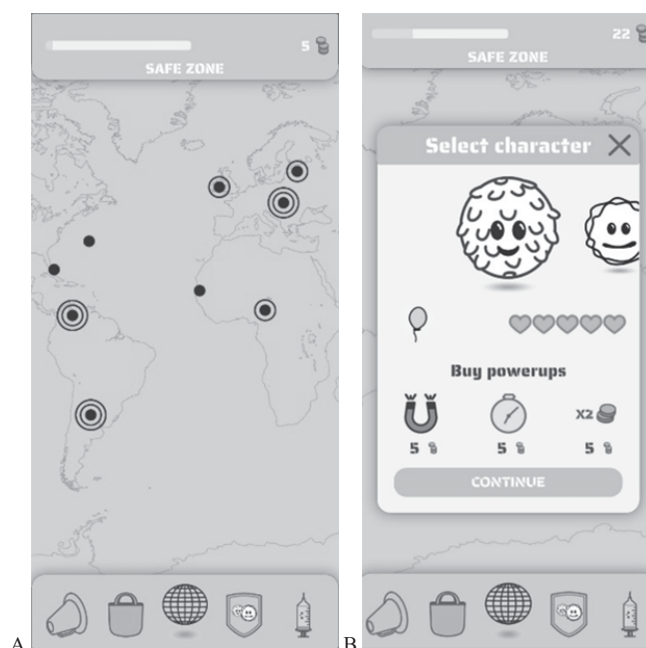 5
SAFE ZONE
A
22
SAFE ZONE
Select character
Buy powerups
X2
5 5 5
CONTINUE
B